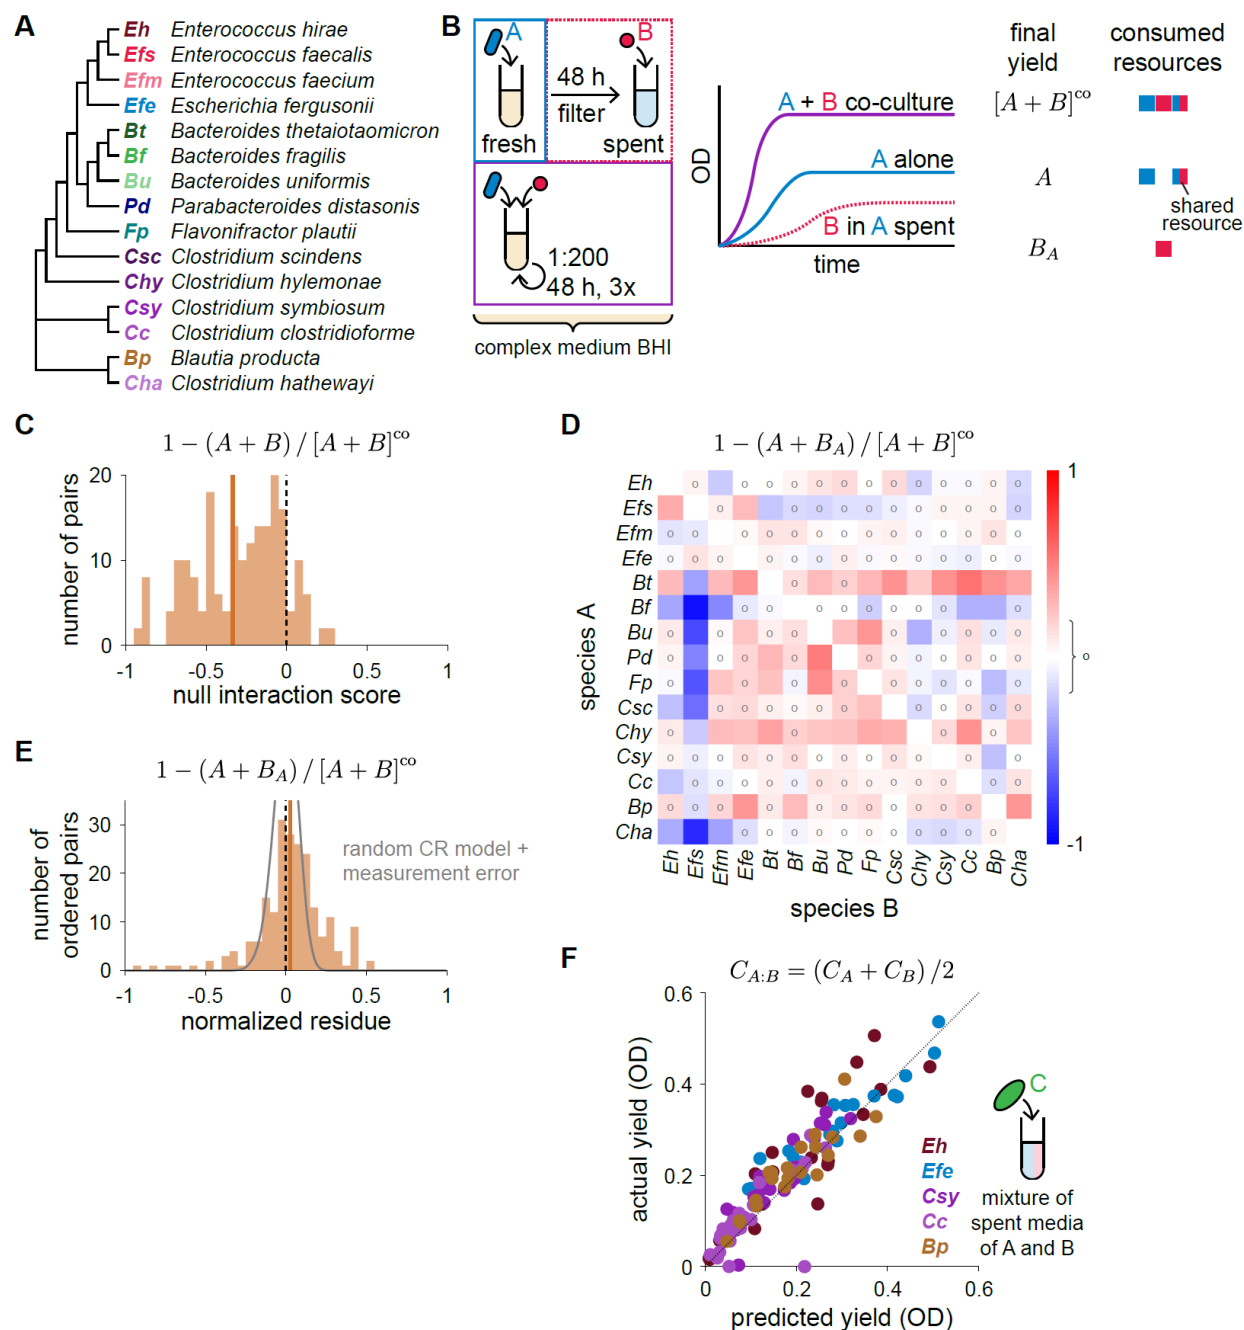 A
Eh Enterococcus hirae
Efs Enterococcus faecalis
Efm Enterococcus faecium
Efe Escherichia fergusonii
Bt Bacteroides thetaiotaomicron
Bf Bacteroides fragilis
Bu Bacteroides uniformis
Pd Parabacteroides distasonis
Fp Flavonifractor plautii
Csc Clostridium scindens
Chy Clostridium hylemonae
Csy Clostridium symbiosum
Cc Clostridium clostridioforme
Bp Blautia producta
Cha Clostridium hathewayi
B
A
B
48 h
filter
fresh
spent
1:200
48 h, 3x
complex medium BHI
OD
A + B co-culture
A alone
B in A spent
time
final
yield
consumed
resources
[A + B]^co
A
shared
resource
B_A
C
1 − (A + B) / [A + B]^co
number of pairs
20
10
0
-1 -0.5 0 0.5 1
null interaction score
D
1 − (A + B_A) / [A + B]^co
species A
Eh
Efs
Efm
Efe
Bt
Bf
Bu
Pd
Fp
Csc
Chy
Csy
Cc
Bp
Cha
Eh Efs Efm Efe Bt Bf Bu Pd Fp Csc Chy Csy Cc Bp Cha
species B
1
o
-1
E
1 − (A + B_A) / [A + B]^co
number of
ordered pairs
30
20
10
0
random CR model +
measurement error
-1 -0.5 0 0.5 1
normalized residue
F
C_A:B = (C_A + C_B) /2
actual yield (OD)
0.6
0.4
0.2
0
0 0.2 0.4 0.6
predicted yield (OD)
Eh
Efe
Csy
Cc
Bp
C
mixture of
spent media
of A and B